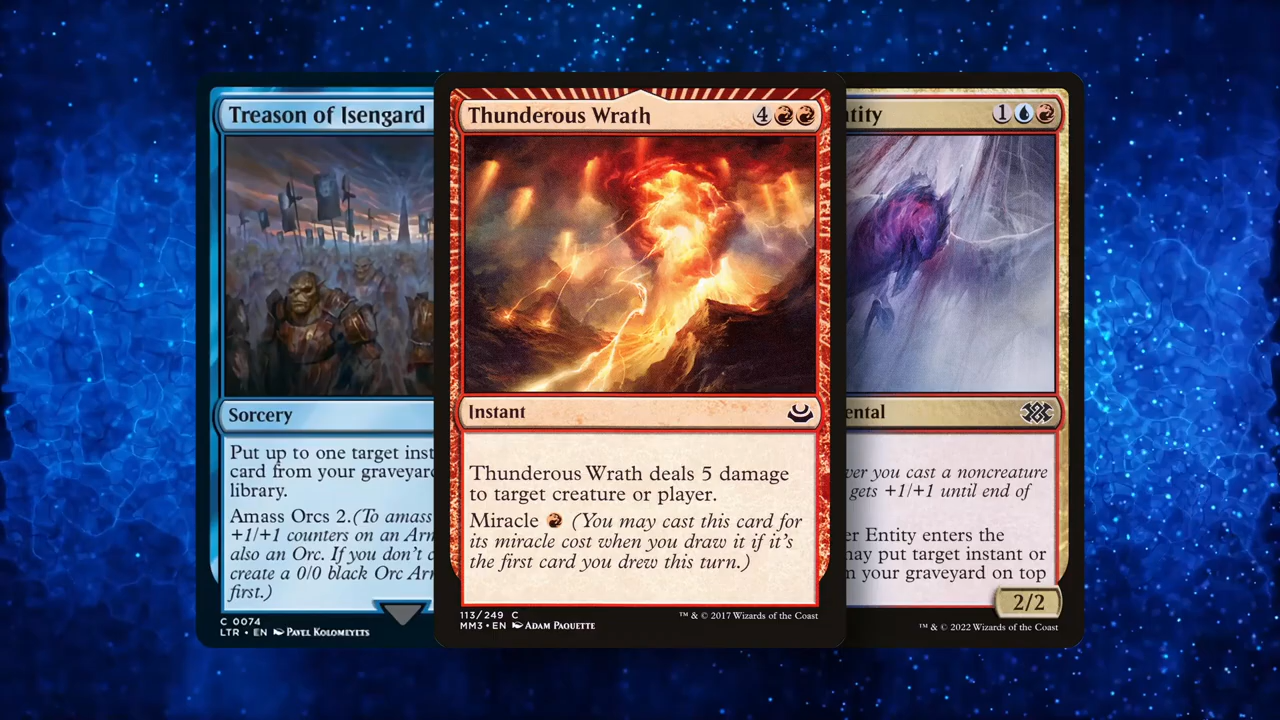 Treason of Isengard
Sorcery
Put up to one target inst
card from your graveyard
library.
Amass Orcs 2.(To amass
+1/+1 counters on an Arm
also an Orc. If you don't c
create a 0/0 black Orc Arm
first.)
C 0074
LTR • EN PAVEL KOLOMEYETS
Thunderous Wrath 4
Instant
Thunderous Wrath deals 5 damage
to target creature or player.
Miracle (You may cast this card for
its miracle cost when you draw it if it's
the first card you drew this turn.)
113/249 C
MM3 • EN ADAM PAQUETTE
™ & © 2017 Wizards of the Coast
tity 1
ental
ver you cast a noncreature
gets +1/+1 until end of
er Entity enters the
may put target instant or
n your graveyard on top
2/2
™ & © 2022 Wizards of the Coast